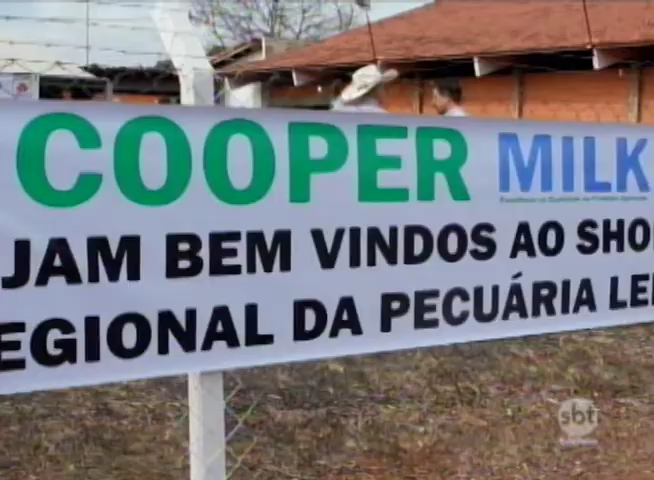 COOPER MILK
JAM BEM VINDOS AO SHO
EGIONAL DA PECUÁRIA LE
sbt